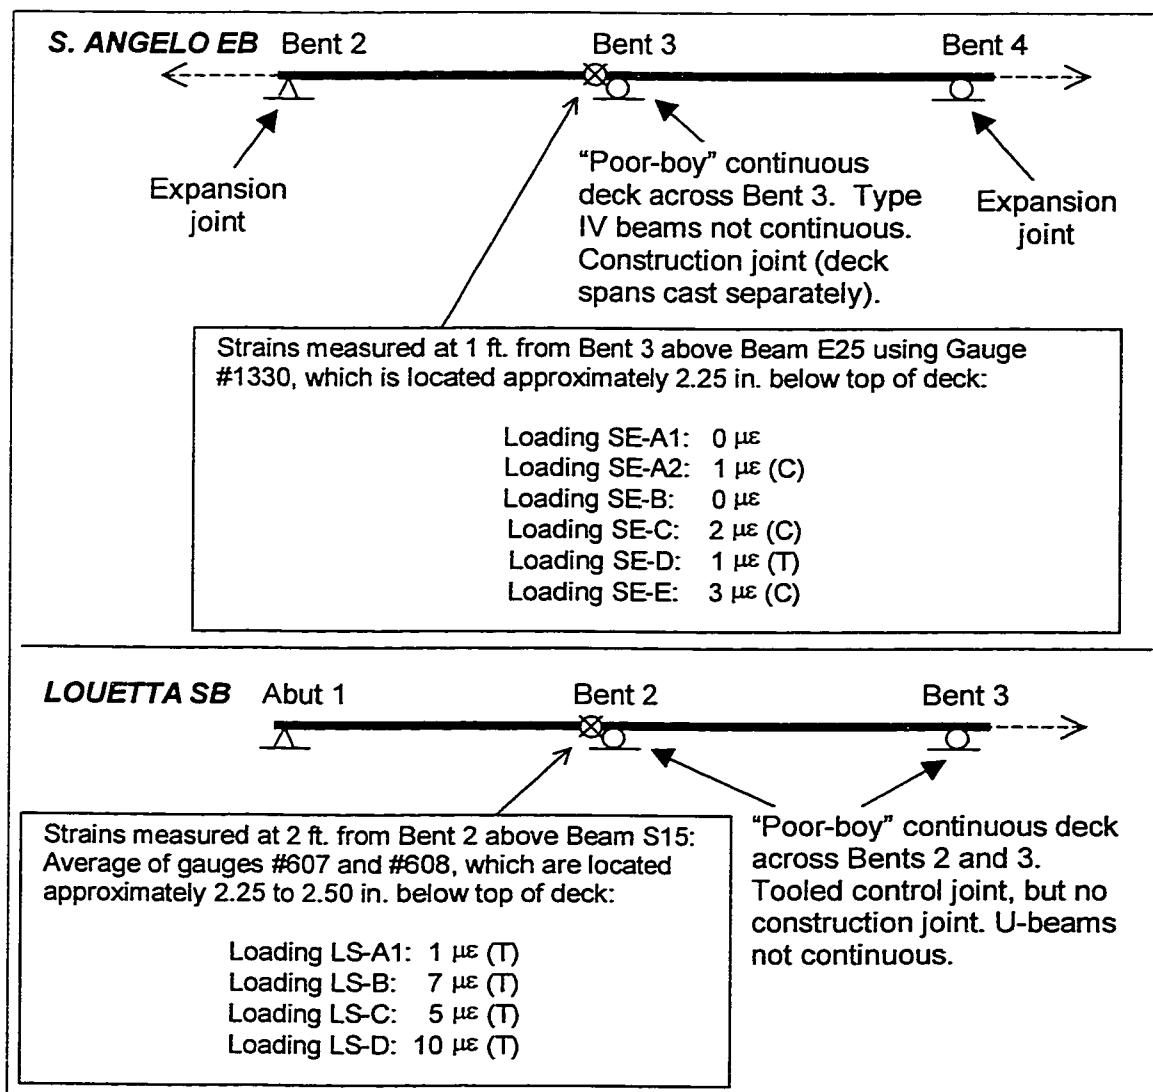 S. ANGELO EB
Bent 2
Bent 3
Bent 4
Expansion
joint
"Poor-boy" continuous
deck across Bent 3. Type
IV beams not continuous.
Construction joint (deck
spans cast separately).
Expansion
joint
Strains measured at 1 ft. from Bent 3 above Beam E25 using Gauge
#1330, which is located approximately 2.25 in. below top of deck:
Loading SE-A1: 0 με
Loading SE-A2: 1 με (C)
Loading SE-B: 0 με
Loading SE-C: 2 με (C)
Loading SE-D: 1 με (T)
Loading SE-E: 3 με (C)
LOUETTA SB
Abut 1
Bent 2
Bent 3
Strains measured at 2 ft. from Bent 2 above Beam S15:
Average of gauges #607 and #608, which are located
approximately 2.25 to 2.50 in. below top of deck:
Loading LS-A1: 1 με (T)
Loading LS-B: 7 με (T)
Loading LS-C: 5 με (T)
Loading LS-D: 10 με (T)
"Poor-boy" continuous deck
across Bents 2 and 3.
Tooled control joint, but no
construction joint. U-beams
not continuous.